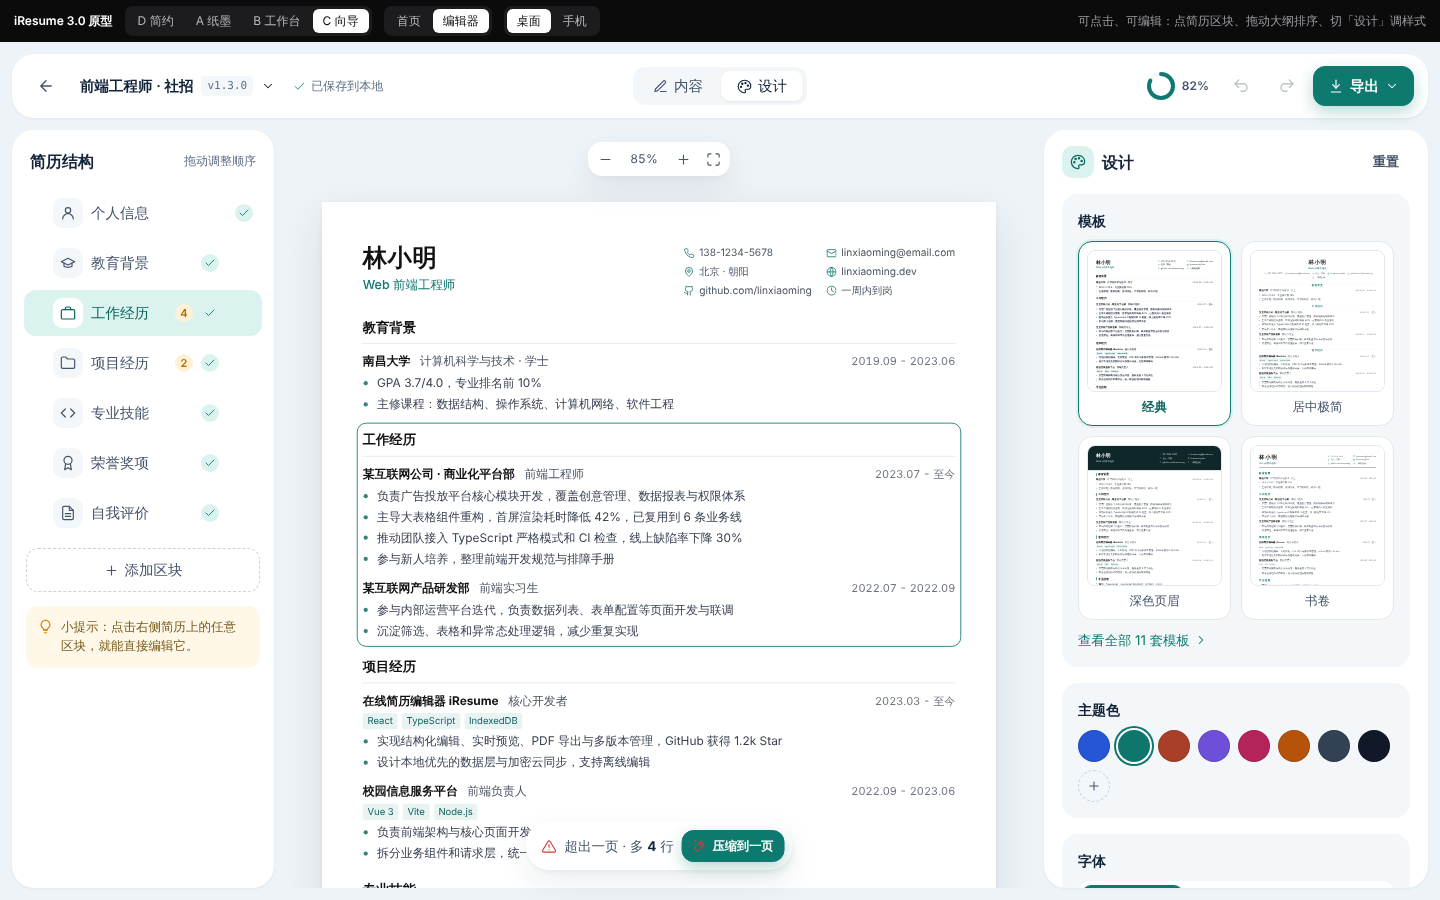 iResume 3.0 原型
D 简约
A 纸墨
B 工作台
C 向导
首页
编辑器
桌面
手机
可点击、可编辑：点简历区块、拖动大纲排序、切「设计」调样式
前端工程师 · 社招
v1.3.0
已保存到本地
内容
设计
82%
导出
简历结构
拖动调整顺序
个人信息
教育背景
工作经历
4
项目经历
2
专业技能
荣誉奖项
自我评价
添加区块
小提示：点击右侧简历上的任意
区块，就能直接编辑它。
85%
林小明
Web 前端工程师
138-1234-5678
linxiaoming@email.com
北京 · 朝阳
linxiaoming.dev
github.com/linxiaoming
一周内到岗
教育背景
南昌大学 计算机科学与技术 · 学士 2019.09 - 2023.06
GPA 3.7/4.0，专业排名前 10%
主修课程：数据结构、操作系统、计算机网络、软件工程
工作经历
某互联网公司 · 商业化平台部 前端工程师 2023.07 - 至今
负责广告投放平台核心模块开发，覆盖创意管理、数据报表与权限体系
主导大表格组件重构，首屏渲染耗时降低 42%，已复用到 6 条业务线
推动团队接入 TypeScript 严格模式和 CI 检查，线上缺陷率下降 30%
参与新人培养，整理前端开发规范与排障手册
某互联网产品研发部 前端实习生 2022.07 - 2022.09
参与内部运营平台迭代，负责数据列表、表单配置等页面开发与联调
沉淀筛选、表格和异常态处理逻辑，减少重复实现
项目经历
在线简历编辑器 iResume 核心开发者 2023.03 - 至今
React TypeScript IndexedDB
实现结构化编辑、实时预览、PDF 导出与多版本管理，GitHub 获得 1.2k Star
设计本地优先的数据层与加密云同步，支持离线编辑
校园信息服务平台 前端负责人 2022.09 - 2023.06
Vue 3 Vite Node.js
负责前端架构与核心页面开发
拆分业务组件和请求层，统一
专业技能
超出一页 · 多 4 行
压缩到一页
设计
重置
模板
林小明
经典
林小明
居中极简
林小明
深色页眉
林小明
书卷
查看全部 11 套模板
主题色
字体